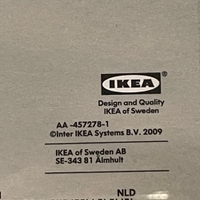 IKEA
Design and Quality
IKEA of Sweden
AA -457278-1
©Inter IKEA Systems B.V. 2009
IKEA of Sweden AB
SE-343 81 Älmhult
NLD